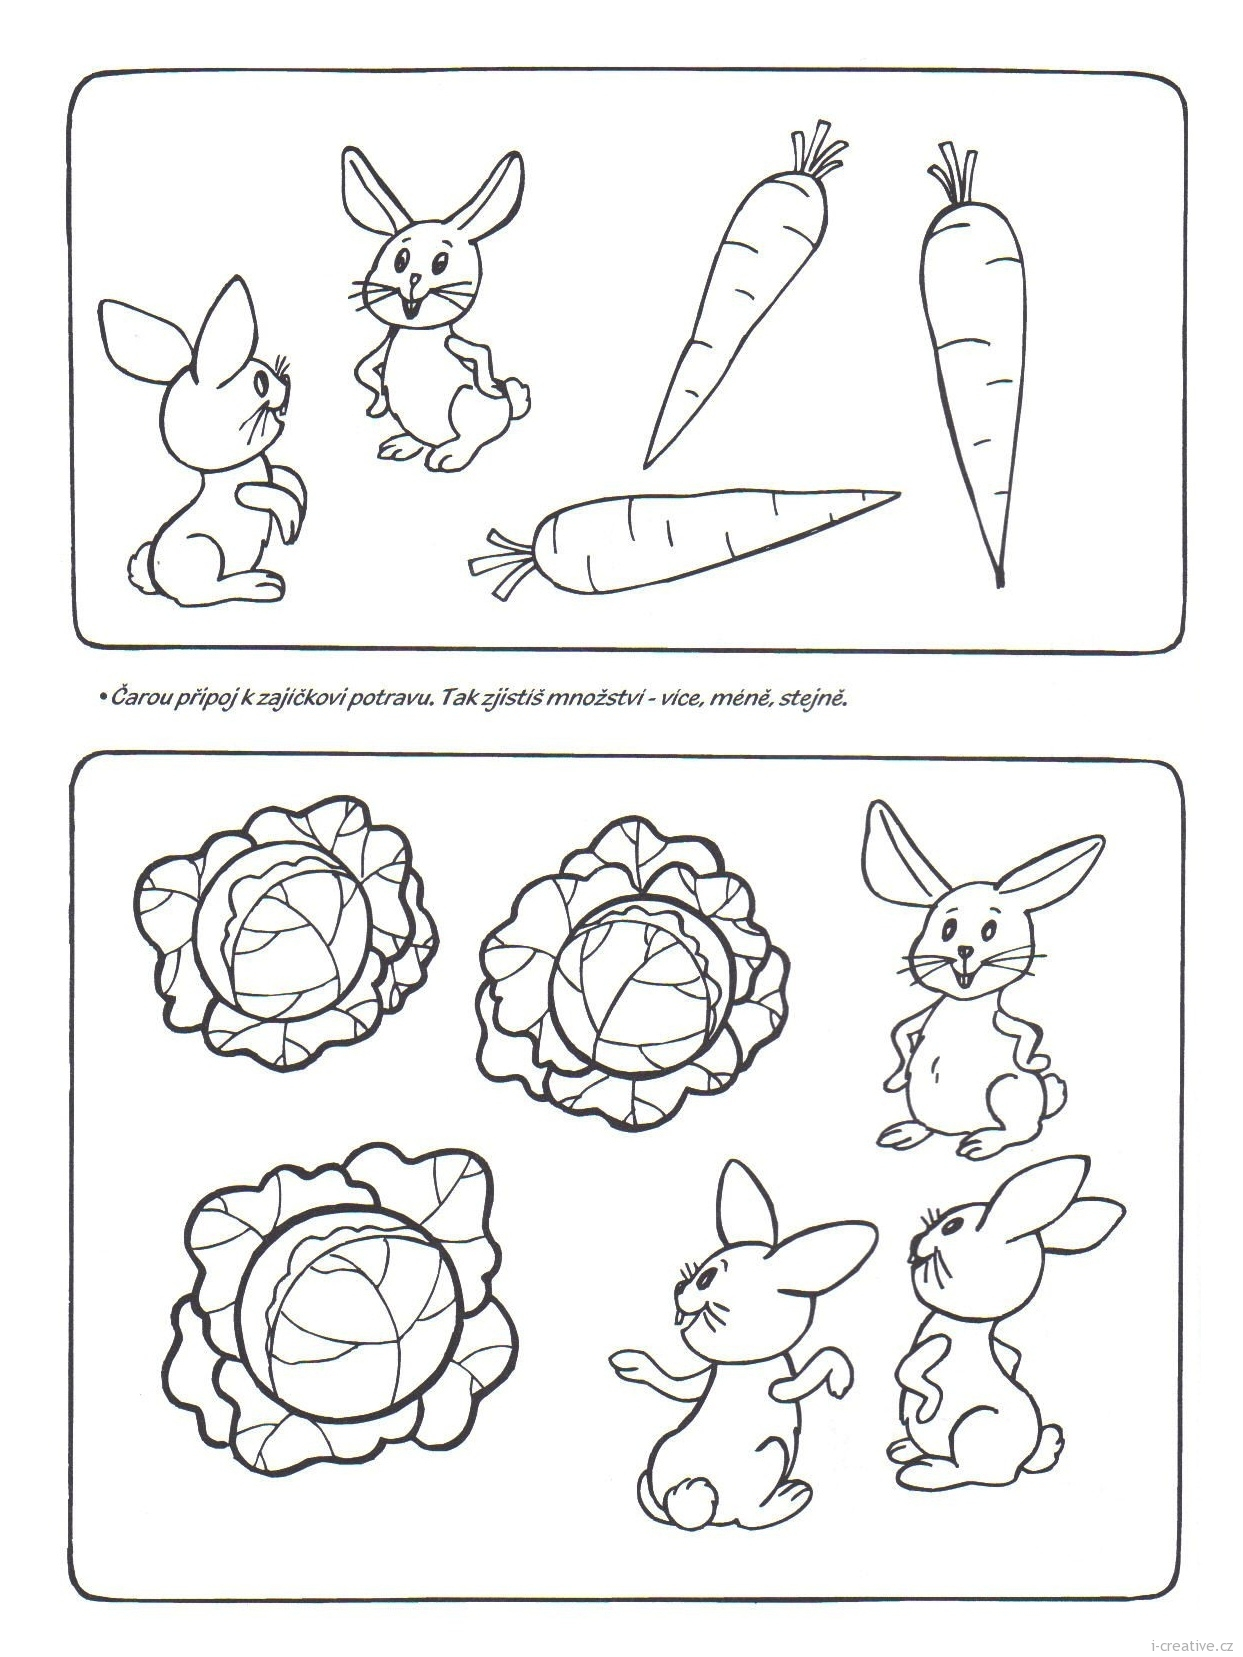 • Čarou připoj k zajíčkovi potravu. Tak zjistíš množství - více, méně, stejně.
i-creative.cz